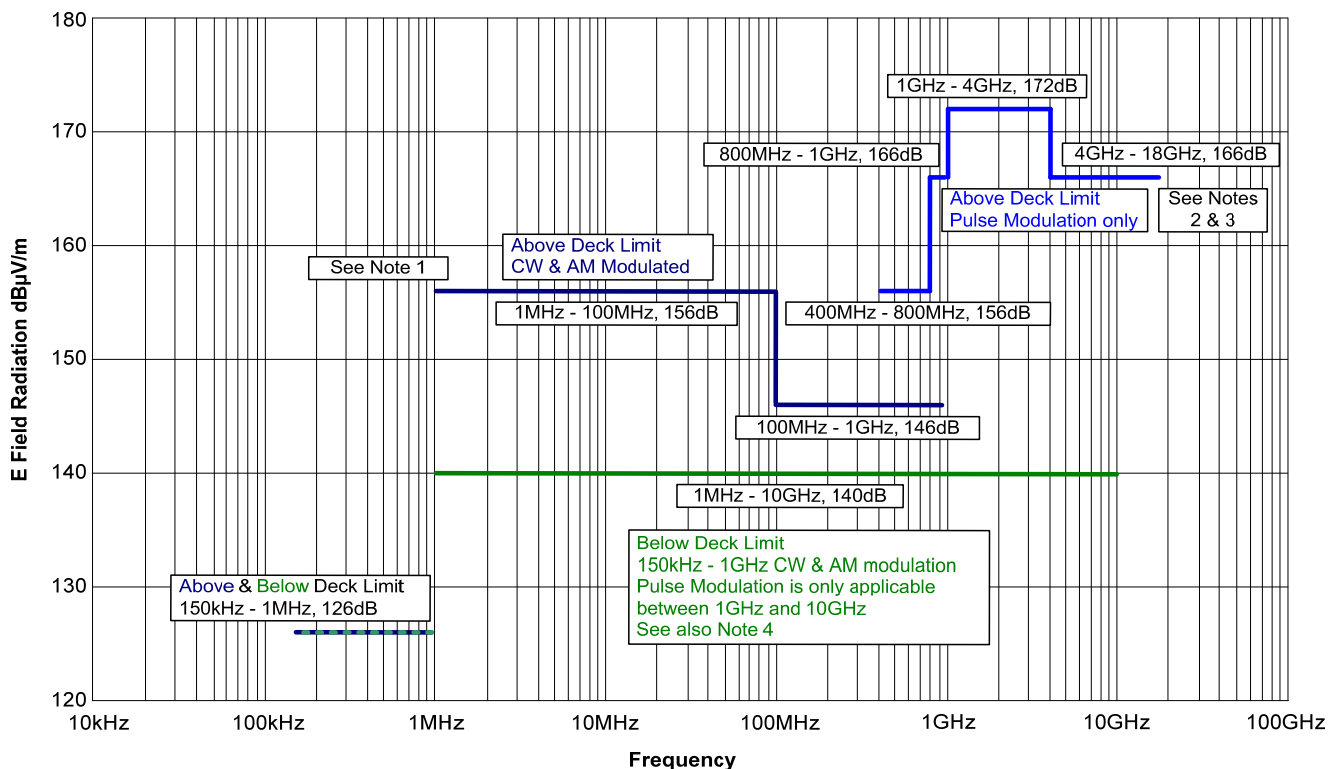 180
170
160
150
140
130
120
E Field Radiation dBµV/m
1GHz - 4GHz, 172dB
800MHz - 1GHz, 166dB
4GHz - 18GHz, 166dB
Above Deck Limit
Pulse Modulation only
See Notes
2 & 3
Above Deck Limit
CW & AM Modulated
See Note 1
1MHz - 100MHz, 156dB
400MHz - 800MHz, 156dB
100MHz - 1GHz, 146dB
1MHz - 10GHz, 140dB
Below Deck Limit
150kHz - 1GHz CW & AM modulation
Pulse Modulation is only applicable
between 1GHz and 10GHz
See also Note 4
Above & Below Deck Limit
150kHz - 1MHz, 126dB
10kHz
100kHz
1MHz
10MHz
100MHz
1GHz
10GHz
100GHz
Frequency